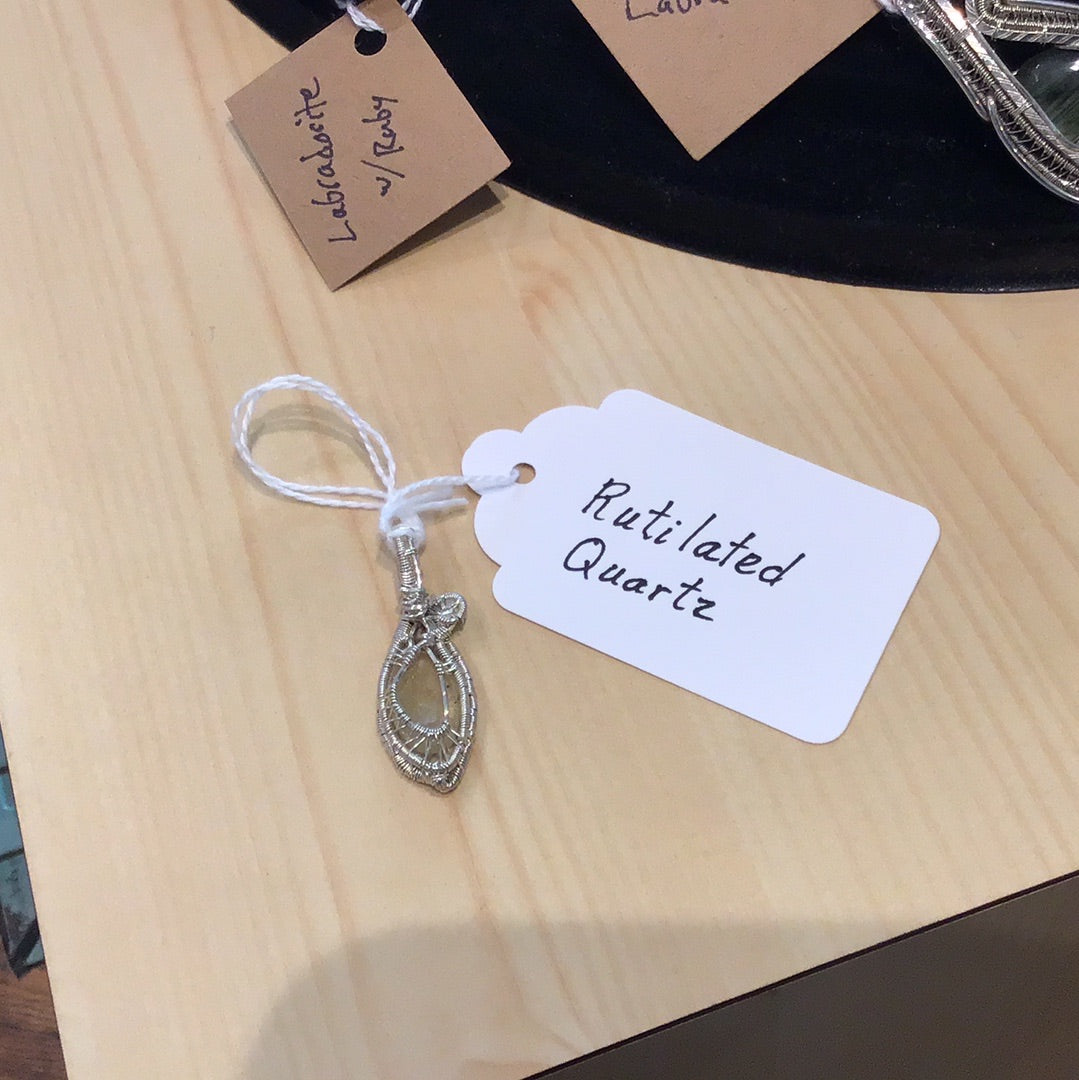 Labradorite
w/Ruby
Rutilated
Quartz